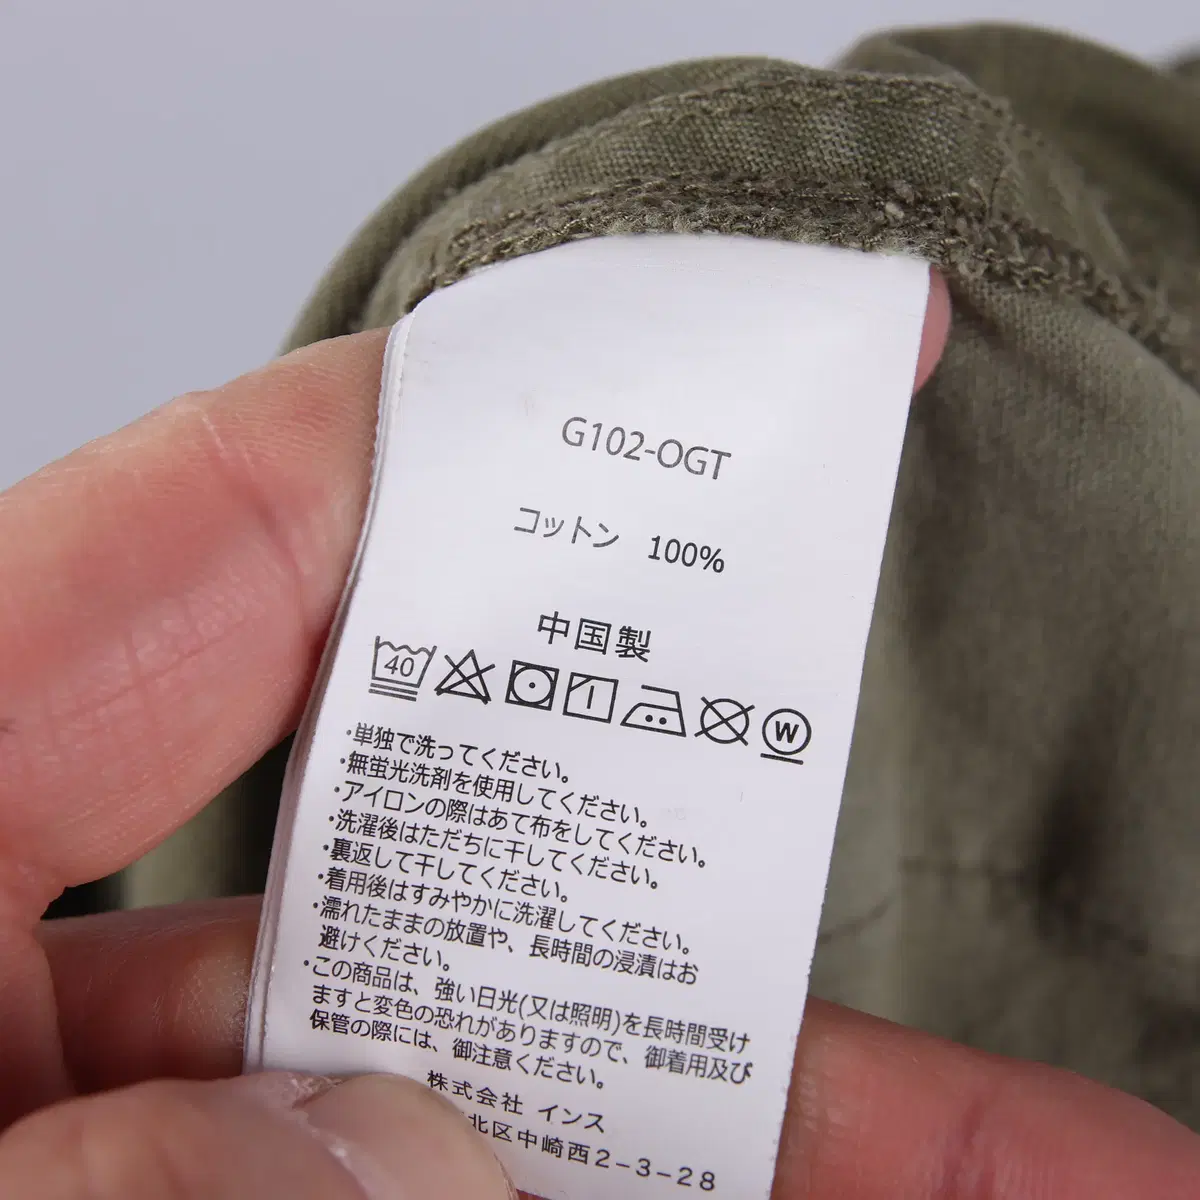 G102-OGT
コットン 100%
中国製
40
W
・単独で洗ってください。
・無蛍光洗剤を使用してください。
・アイロンの際はあて布をしてください。
・洗濯後はただちに干してください。
・裏返して干してください。
・着用後はすみやかに洗濯してください。
・濡れたままの放置や、長時間の浸漬はお
避けください。
・この商品は、強い日光(又は照明)を長時間受け
ますと変色の恐れがありますので、御着用及び
保管の際には、御注意ください。
株式会社 インス
北区中崎西2-3-28